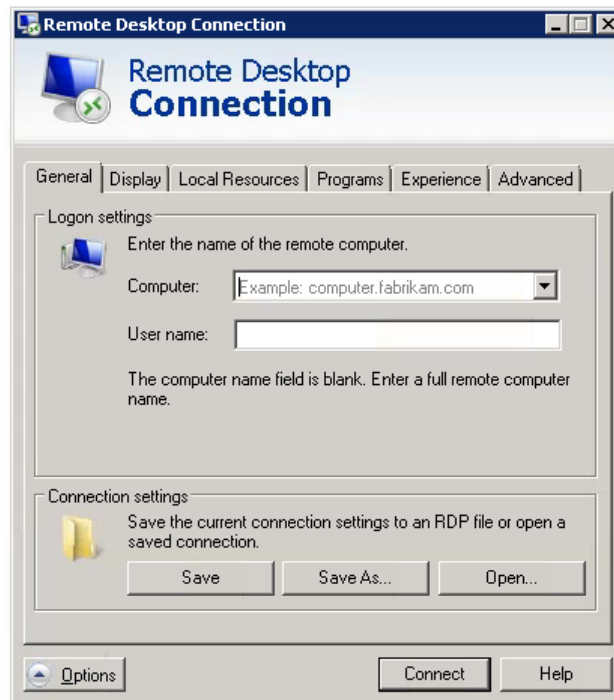 Remote Desktop Connection
Remote Desktop
Connection
General Display Local Resources Programs Experience Advanced
Logon settings
Enter the name of the remote computer.
Computer: Example: computer.fabrikam.com
User name:
The computer name field is blank. Enter a full remote computer
name.
Connection settings
Save the current connection settings to an RDP file or open a
saved connection.
Save Save As... Open...
Options Connect Help